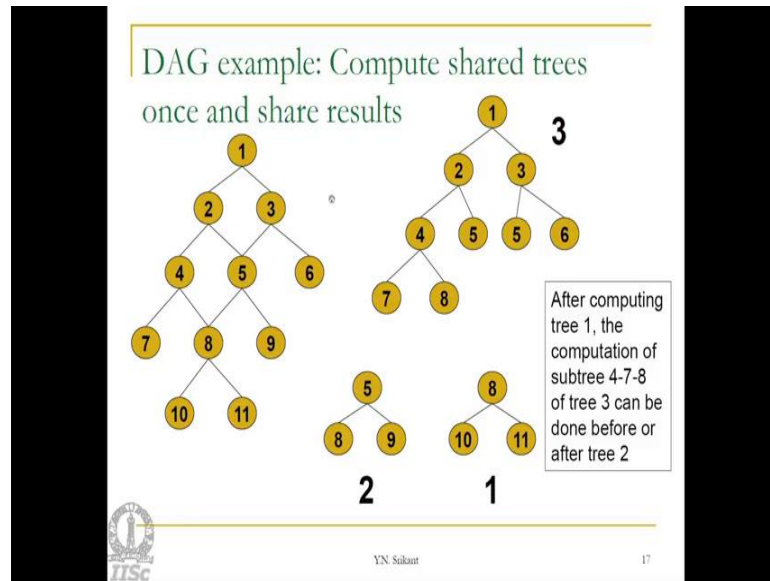 DAG example: Compute shared trees
once and share results
1
2 3
4 5 6
7 8 9
10 11
1
3
2 3
4 5 5 6
7 8
After computing
tree 1, the
computation of
subtree 4-7-8
of tree 3 can be
done before or
after tree 2
5
8 9
2
8
10 11
1
IISc
Y.N. Srikant
17